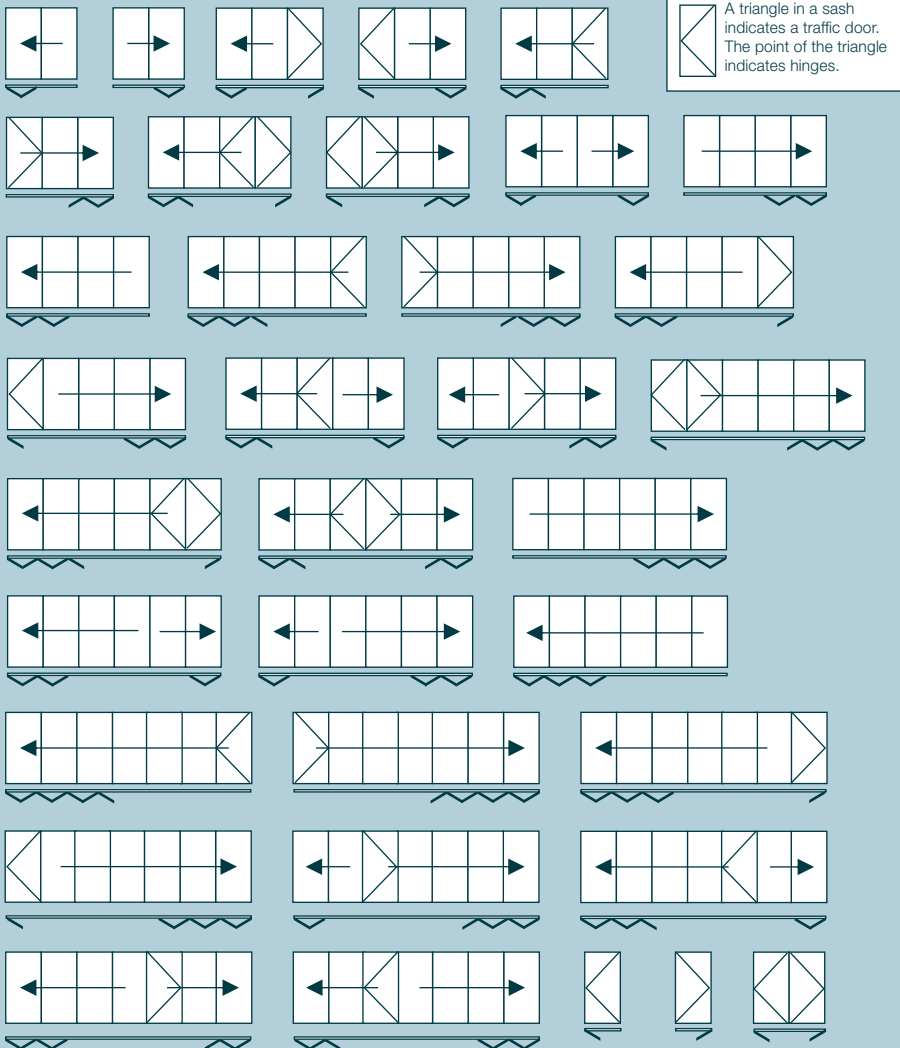 A triangle in a sash
indicates a traffic door.
The point of the triangle
indicates hinges.